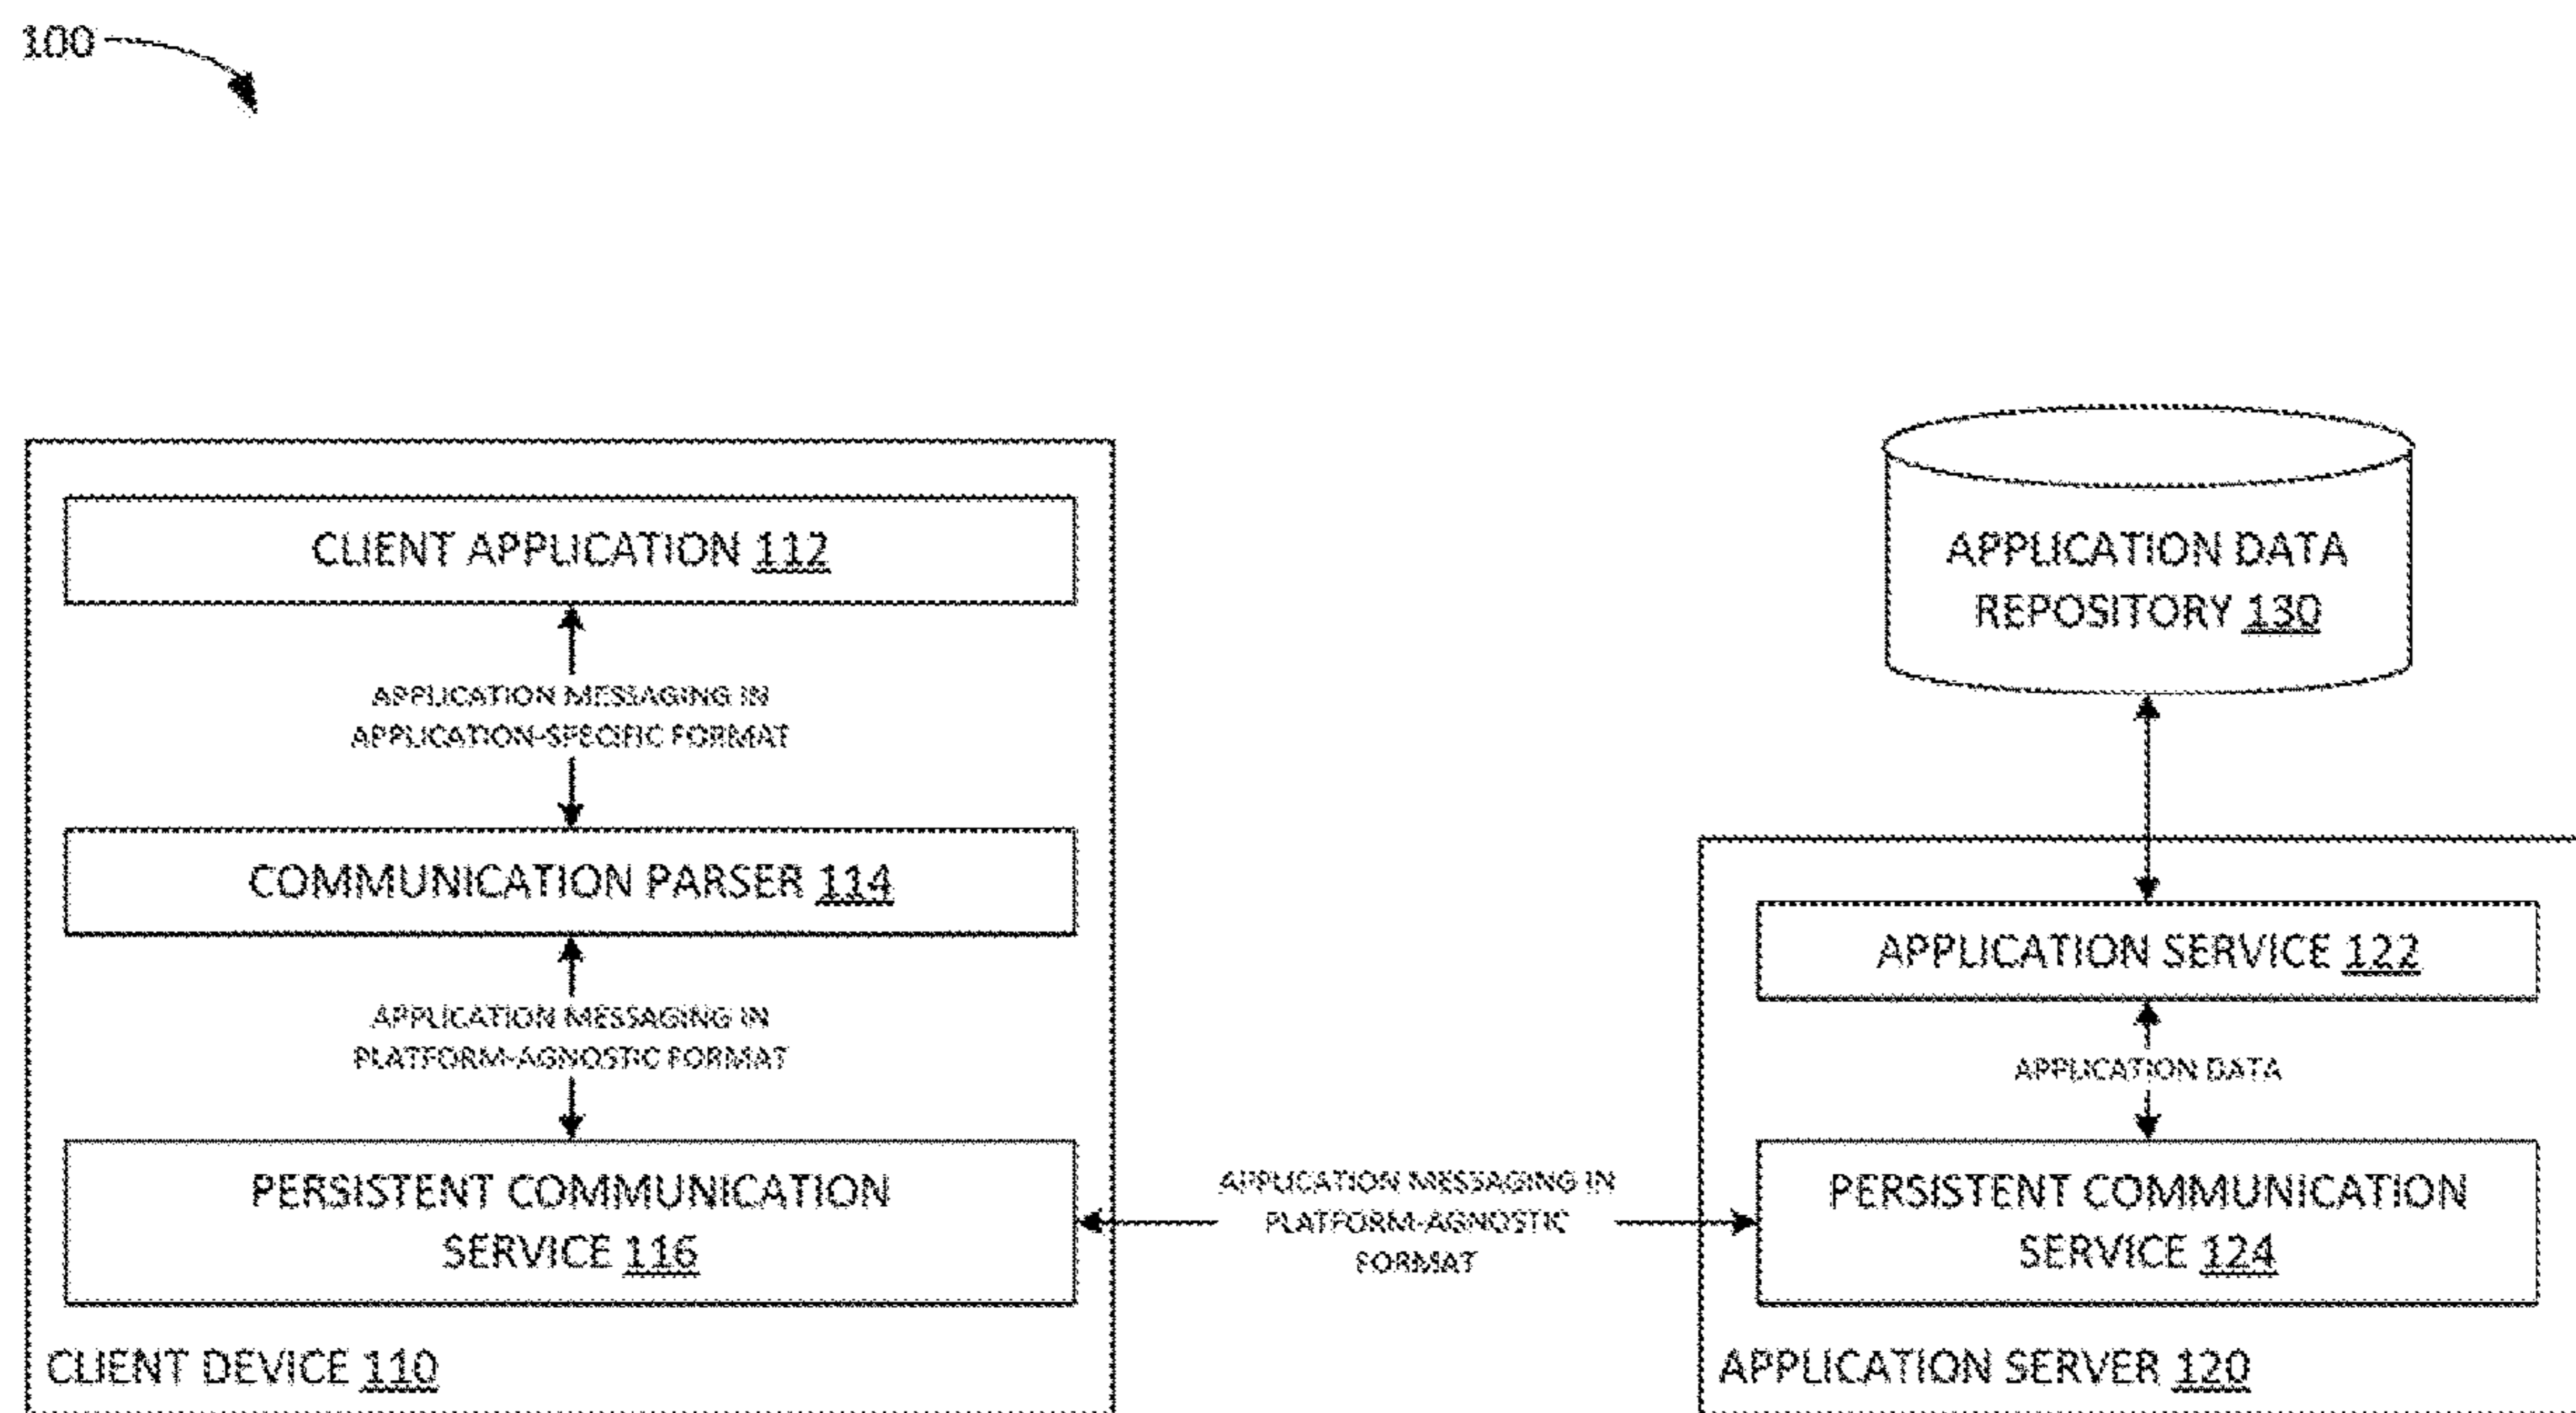 100
CLIENT APPLICATION 112
APPLICATION MESSAGING IN
APPLICATION-SPECIFIC FORMAT
COMMUNICATION PARSER 114
APPLICATION MESSAGING IN
PLATFORM-AGNOSTIC FORMAT
PERSISTENT COMMUNICATION
SERVICE 116
CLIENT DEVICE 110
APPLICATION MESSAGING IN
PLATFORM-AGNOSTIC
FORMAT
APPLICATION DATA
REPOSITORY 130
APPLICATION SERVICE 122
APPLICATION DATA
PERSISTENT COMMUNICATION
SERVICE 124
APPLICATION SERVER 120